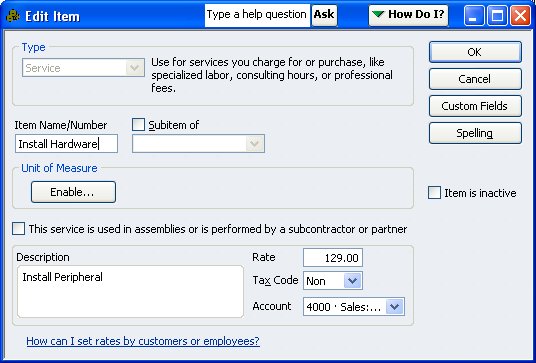 Edit Item
Type a help question Ask
How Do I?
Type
Service
Use for services you charge for or purchase, like
specialized labor, consulting hours, or professional
fees.
OK
Cancel
Custom Fields
Spelling
Item Name/Number
Subitem of
Install Hardware
Unit of Measure
Enable...
Item is inactive
This service is used in assemblies or is performed by a subcontractor or partner
Description
Install Peripheral
Rate 129.00
Tax Code Non
Account 4000 · Sales:...
How can I set rates by customers or employees?